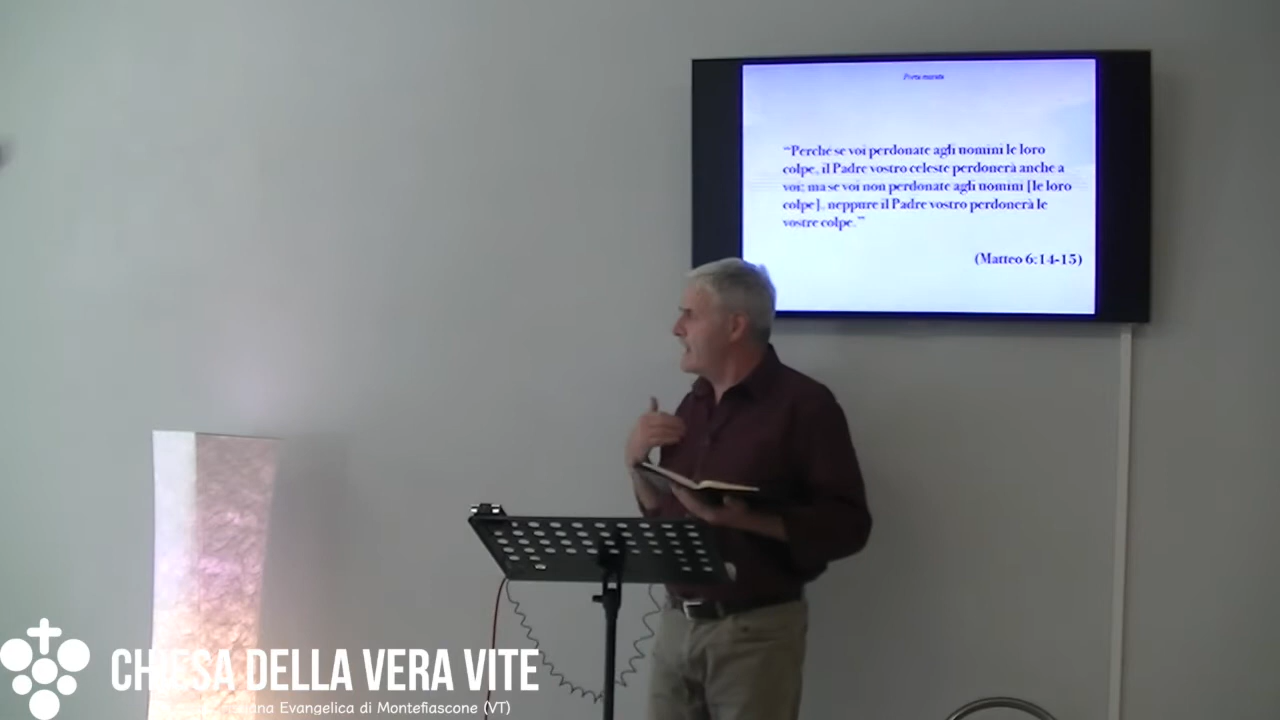 “Perché se voi perdonate agli uomini le loro
colpe, il Padre vostro celeste perdonerà anche a
voi; ma se voi non perdonate agli uomini [le loro
colpe], neppure il Padre vostro perdonerà le
vostre colpe.”
(Matteo 6:14-15)
CHIESA DELLA VERA VITE
Evangelica di Montefiascone (VT)